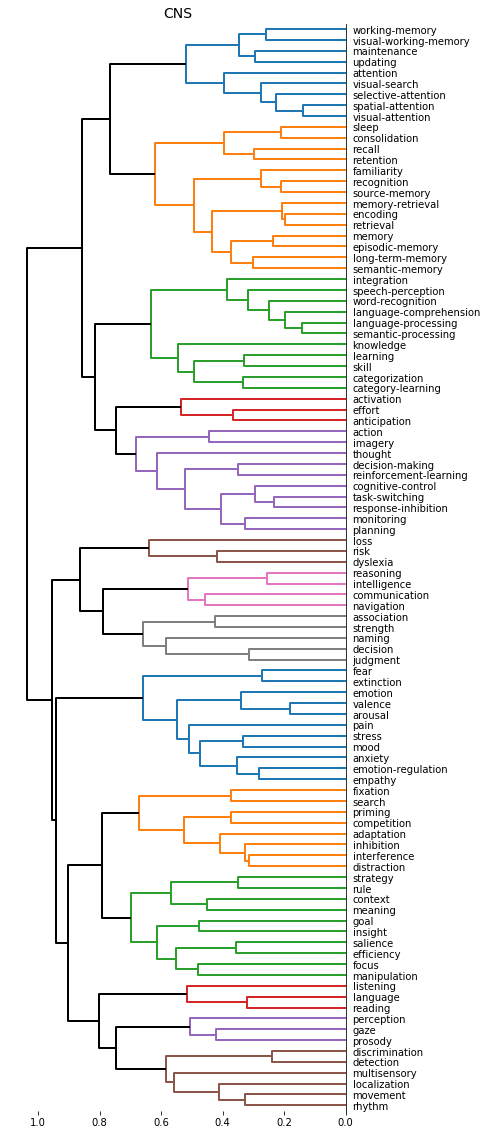 CNS
working-memory
visual-working-memory
maintenance
updating
attention
visual-search
selective-attention
spatial-attention
visual-attention
sleep
consolidation
recall
retention
familiarity
recognition
source-memory
memory-retrieval
encoding
retrieval
memory
episodic-memory
long-term-memory
semantic-memory
integration
speech-perception
word-recognition
language-comprehension
language-processing
semantic-processing
knowledge
learning
skill
categorization
category-learning
activation
effort
anticipation
action
imagery
thought
decision-making
reinforcement-learning
cognitive-control
task-switching
response-inhibition
monitoring
planning
loss
risk
dyslexia
reasoning
intelligence
communication
navigation
association
strength
naming
decision
judgment
fear
extinction
emotion
valence
arousal
pain
stress
mood
anxiety
emotion-regulation
empathy
fixation
search
priming
competition
adaptation
inhibition
interference
distraction
strategy
rule
context
meaning
goal
insight
salience
efficiency
focus
manipulation
listening
language
reading
perception
gaze
prosody
discrimination
detection
multisensory
localization
movement
rhythm
1.0 0.8 0.6 0.4 0.2 0.0